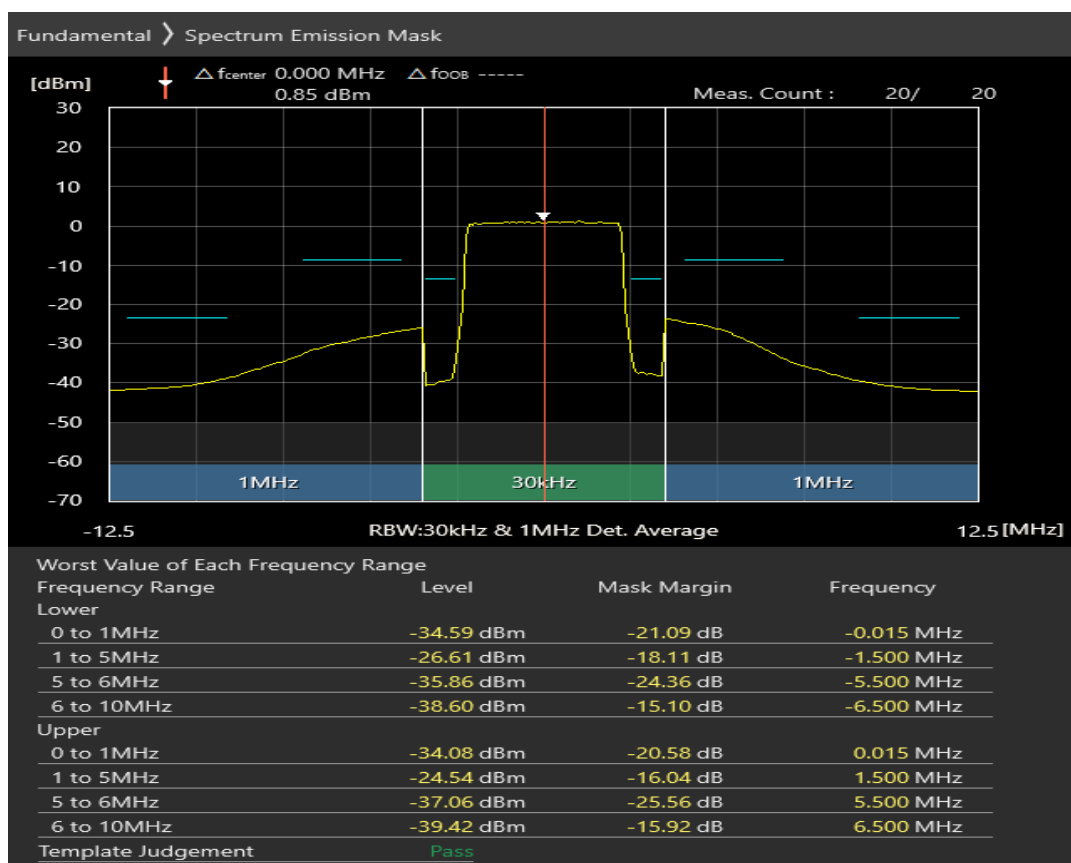 Fundamental ❯ Spectrum Emission Mask
[dBm] △ fcenter 0.000 MHz △ fOOB -----
0.85 dBm Meas. Count : 20/ 20
30
20
10
0
-10
-20
-30
-40
-50
-60
-70
1MHz 30kHz 1MHz
-12.5 RBW:30kHz & 1MHz Det. Average 12.5 [MHz]
Worst Value of Each Frequency Range
Frequency Range Level Mask Margin Frequency
Lower
0 to 1MHz -34.59 dBm -21.09 dB -0.015 MHz
1 to 5MHz -26.61 dBm -18.11 dB -1.500 MHz
5 to 6MHz -35.86 dBm -24.36 dB -5.500 MHz
6 to 10MHz -38.60 dBm -15.10 dB -6.500 MHz
Upper
0 to 1MHz -34.08 dBm -20.58 dB 0.015 MHz
1 to 5MHz -24.54 dBm -16.04 dB 1.500 MHz
5 to 6MHz -37.06 dBm -25.56 dB 5.500 MHz
6 to 10MHz -39.42 dBm -15.92 dB 6.500 MHz
Template Judgement Pass